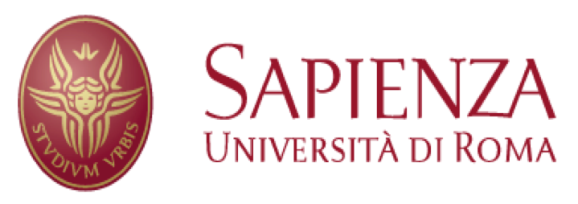 STVDIVM VRBIS
SAPIENZA
UNIVERSITÀ DI ROMA